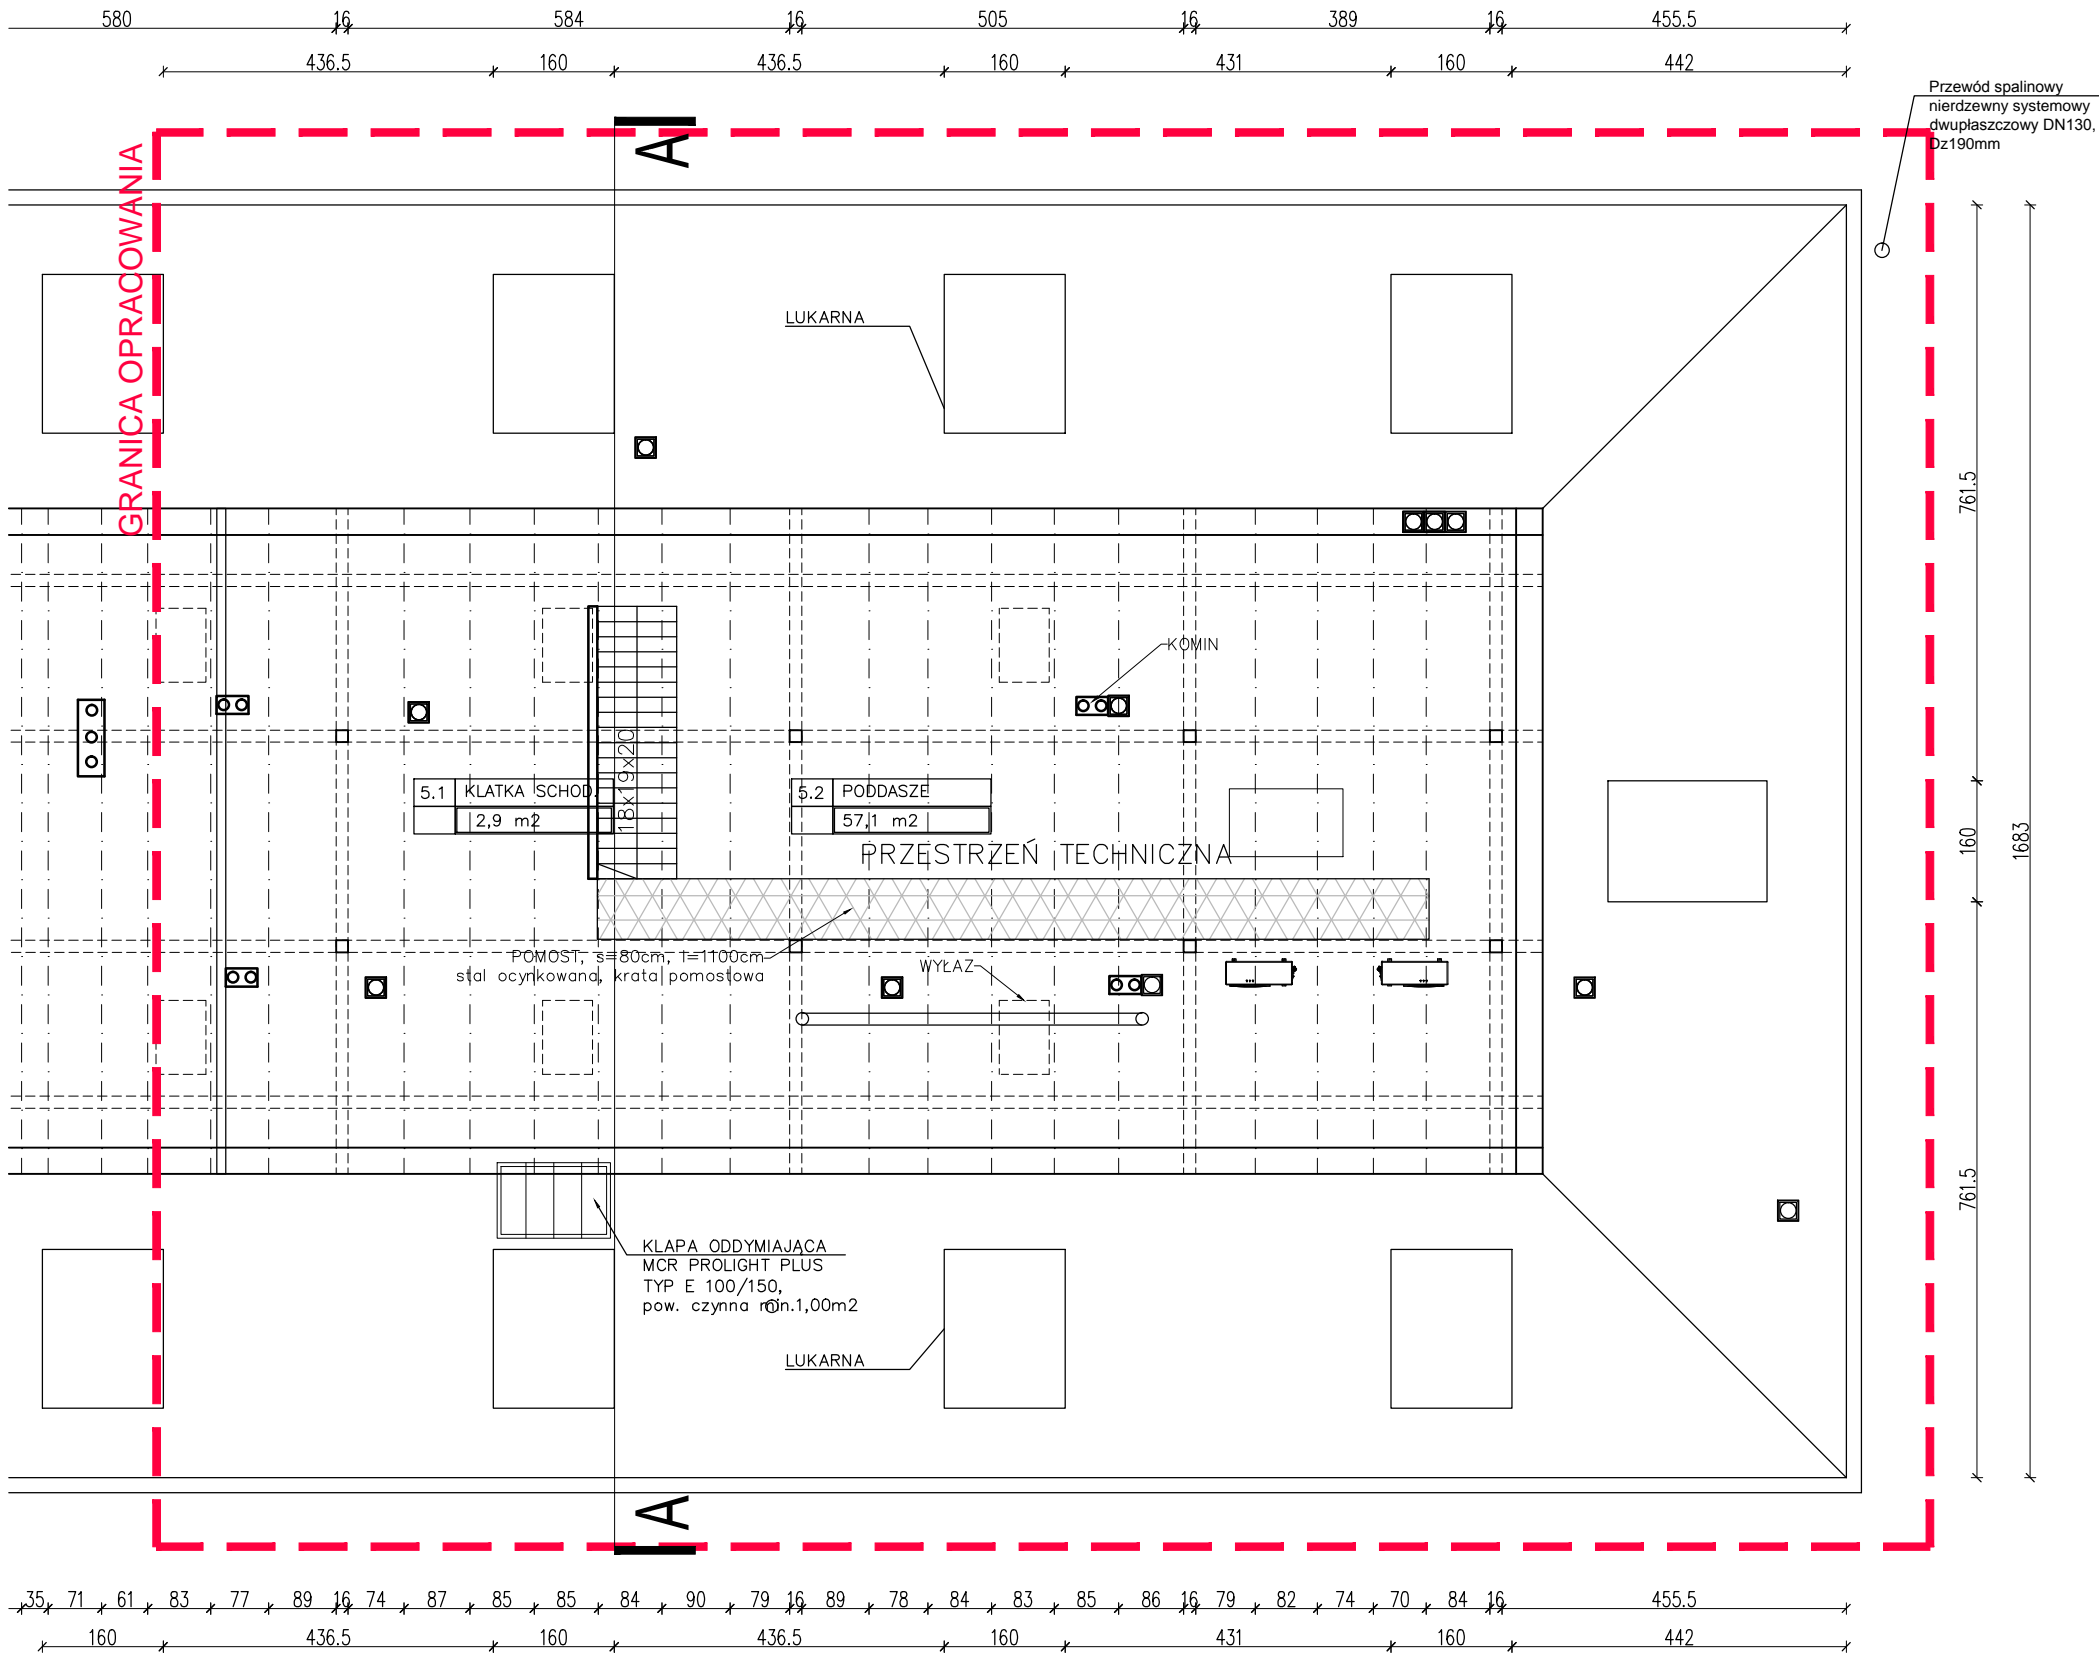 580 16 584 16 505 16 389 16 455.5
436.5 160 436.5 160 431 160 442
Przewód spalinowy
nierdzewny systemowy
dwupłaszczowy DN130,
Dz190mm
A
GRANICA OPRACOWANIA
LUKARNA
761.5
KOMIN
18x19x20
5.1 KLATKA SCHOD.
2,9 m2
5.2 PODDASZE
57,1 m2
PRZESTRZEŃ TECHNICZNA
160
1683
POMOST, s=80cm, l=1100cm
stal ocynkowana, krata pomostowa
WYŁAZ
761.5
KLAPA ODDYMIAJĄCA
MCR PROLIGHT PLUS
TYP E 100/150,
pow. czynna min.1,00m2
LUKARNA
A
35 71 61 83 77 89 16 74 87 85 85 84 90 79 16 89 78 84 83 85 86 16 79 82 74 70 84 16 455.5
160 436.5 160 436.5 160 431 160 442